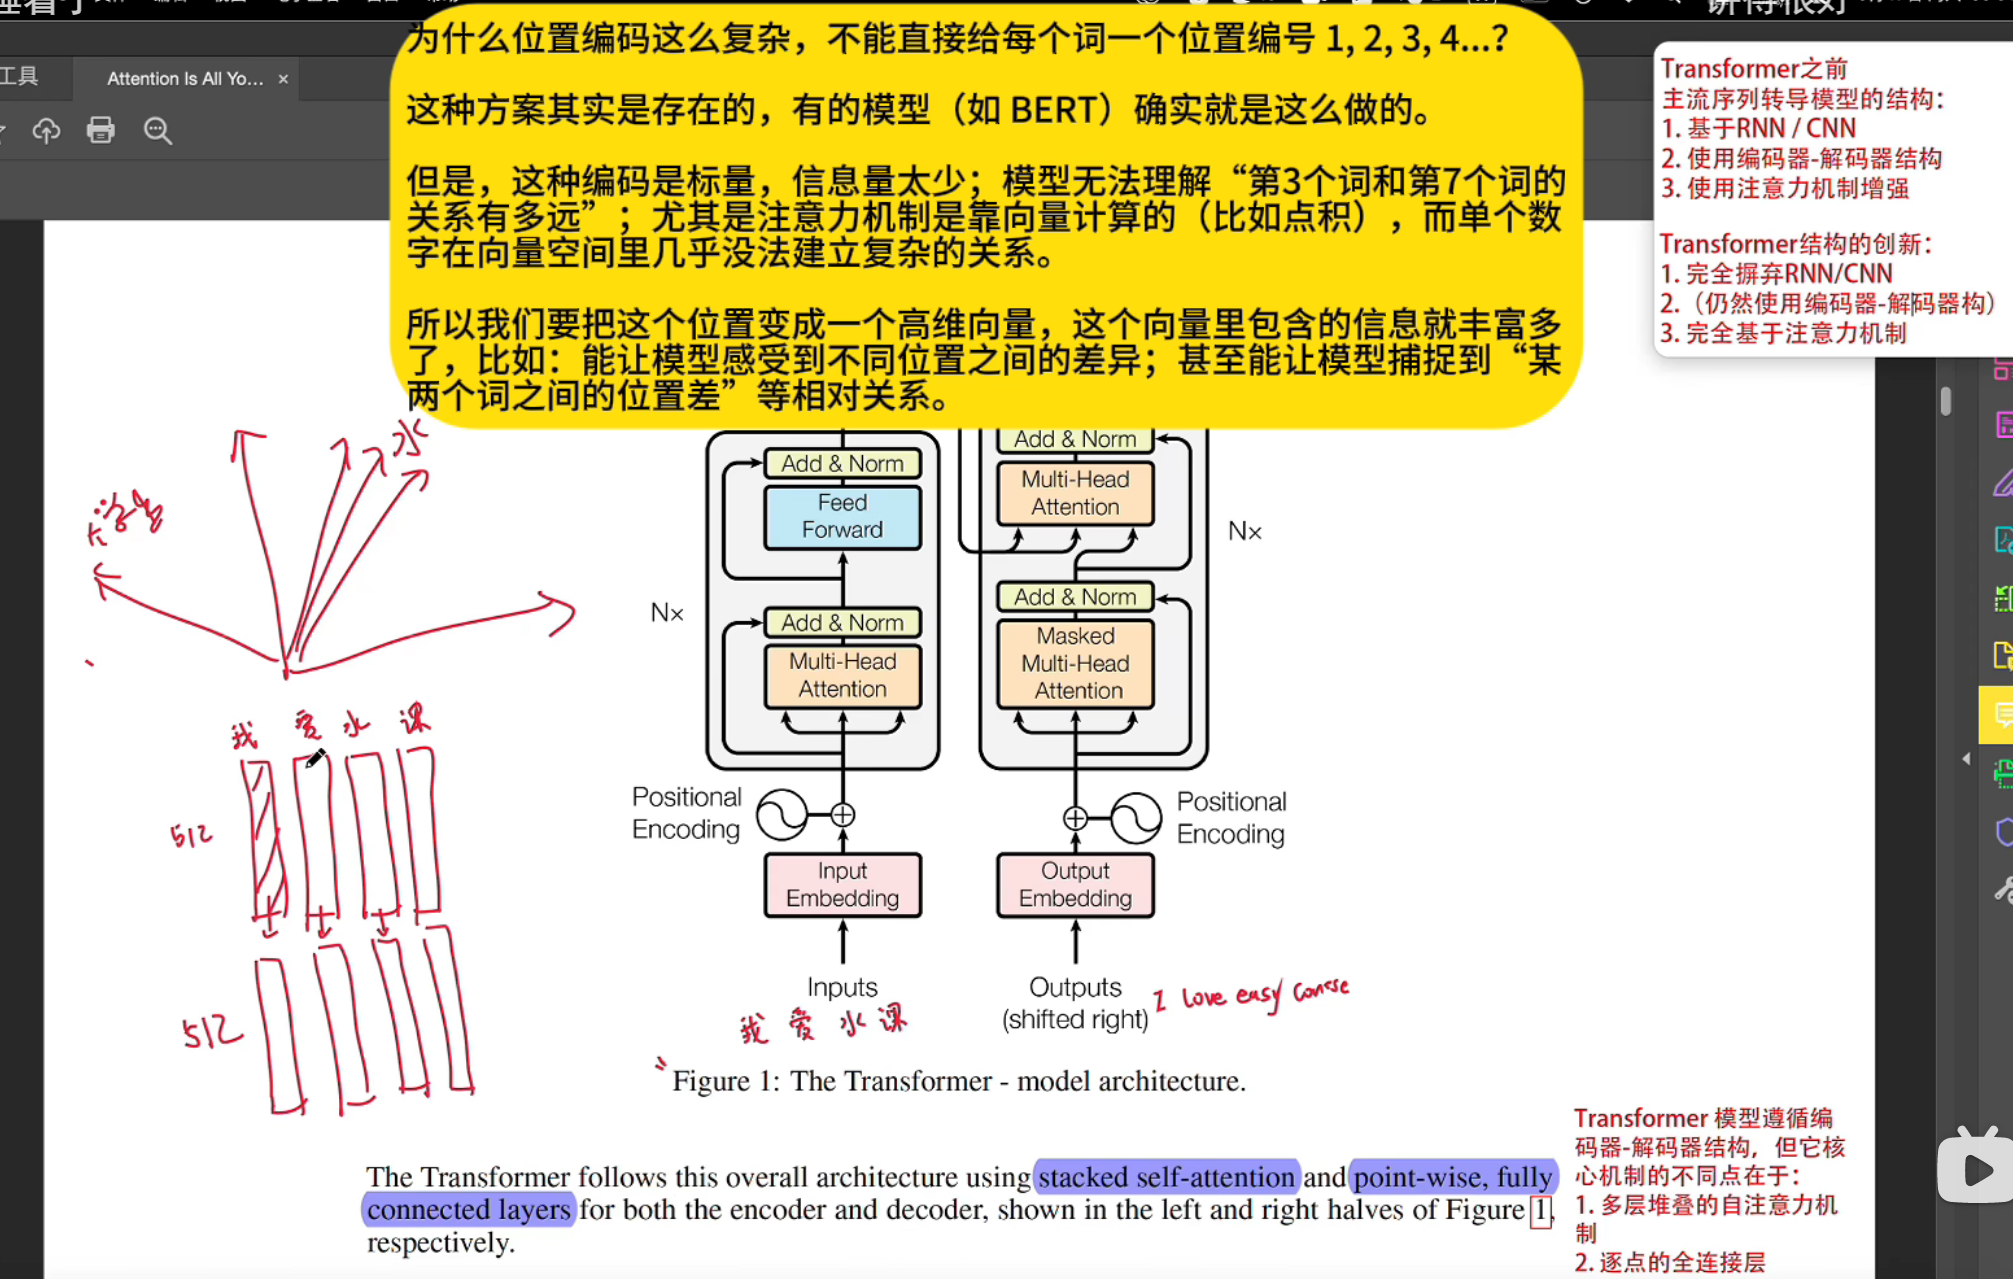 工具
Attention Is All Yo... ×
为什么位置编码这么复杂，不能直接给每个词一个位置编号 1, 2, 3, 4...？
这种方案其实是存在的，有的模型（如 BERT）确实就是这么做的。
但是，这种编码是标量，信息量太少；模型无法理解“第3个词和第7个词的
关系有多远”；尤其是注意力机制是靠向量计算的（比如点积），而单个数
字在向量空间里几乎没法建立复杂的关系。
所以我们要把这个位置变成一个高维向量，这个向量里包含的信息就丰富多
了，比如：能让模型感受到不同位置之间的差异；甚至能让模型捕捉到“某
两个词之间的位置差”等相对关系。
Transformer之前
主流序列转导模型的结构：
1. 基于RNN / CNN
2. 使用编码器-解码器结构
3. 使用注意力机制增强
Transformer结构的创新：
1. 完全摒弃RNN/CNN
2.（仍然使用编码器-解码器构）
3. 完全基于注意力机制
水
学生
我 爱 水 课
512
512
Add & Norm
Feed
Forward
Nx
Add & Norm
Multi-Head
Attention
Positional
Encoding
Input
Embedding
Inputs
我 爱 水 课
Add & Norm
Multi-Head
Attention
Nx
Add & Norm
Masked
Multi-Head
Attention
Positional
Encoding
Output
Embedding
Outputs
(shifted right)
I love easy
Figure 1: The Transformer - model architecture.
The Transformer follows this overall architecture using stacked self-attention and point-wise, fully
connected layers for both the encoder and decoder, shown in the left and right halves of Figure 1,
respectively.
Transformer 模型遵循编
码器-解码器结构，但它核
心机制的不同点在于：
1. 多层堆叠的自注意力机
制
2. 逐点的全连接层